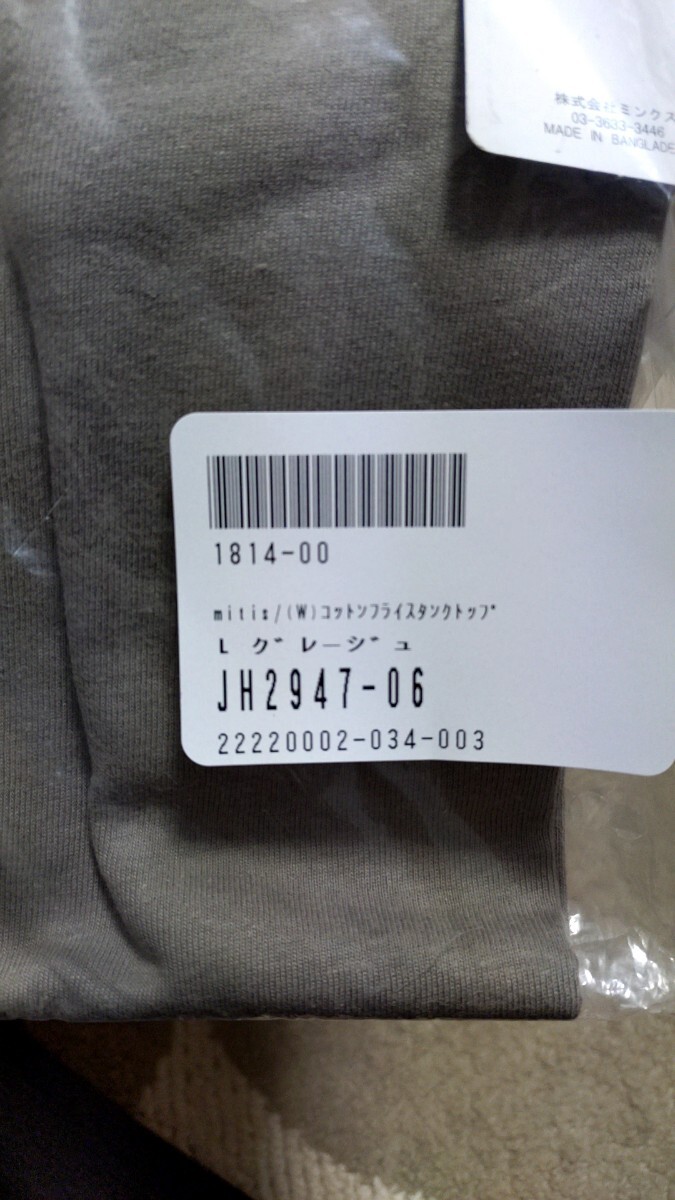 株式会社ミンクス
03-3633-3446
MADE IN BANGLADE
1814-00
mitis/(W)コットンフライスタンクトップ
L グレージュ
JH2947-06
22220002-034-003